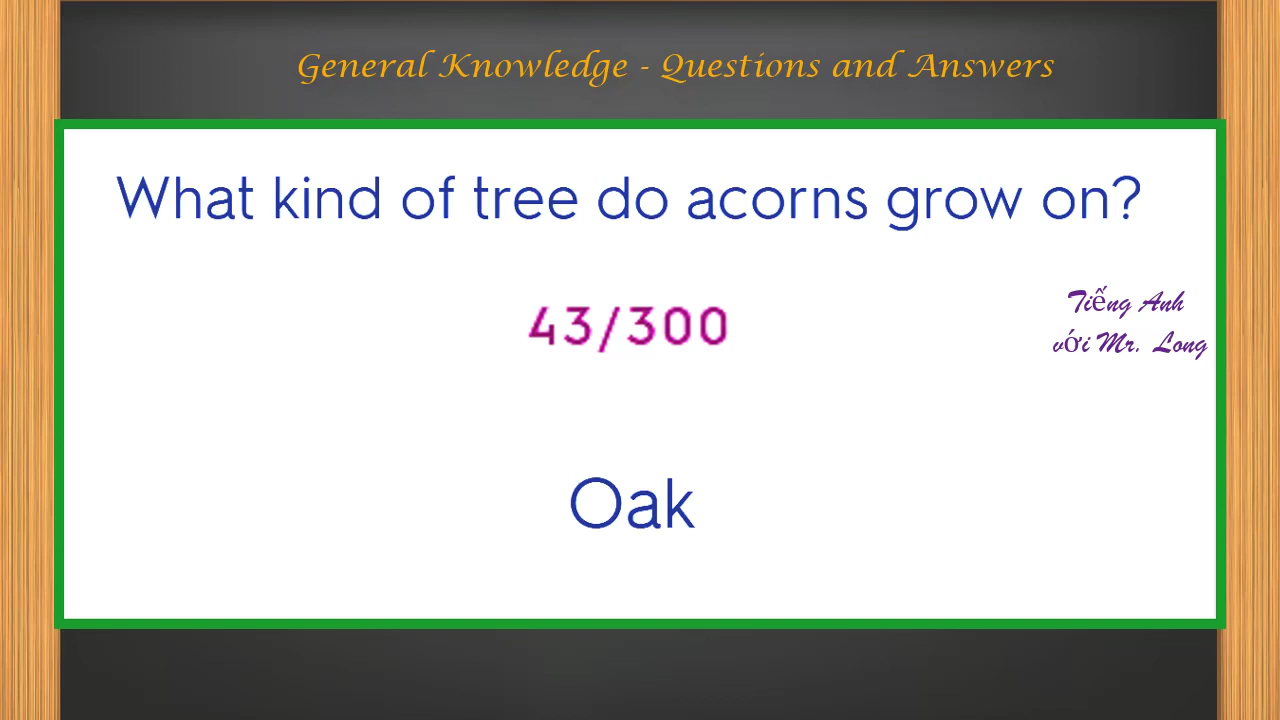 General Knowledge - Questions and Answers
What kind of tree do acorns grow on?
43/300
Tiếng Anh
với Mr. Long
Oak